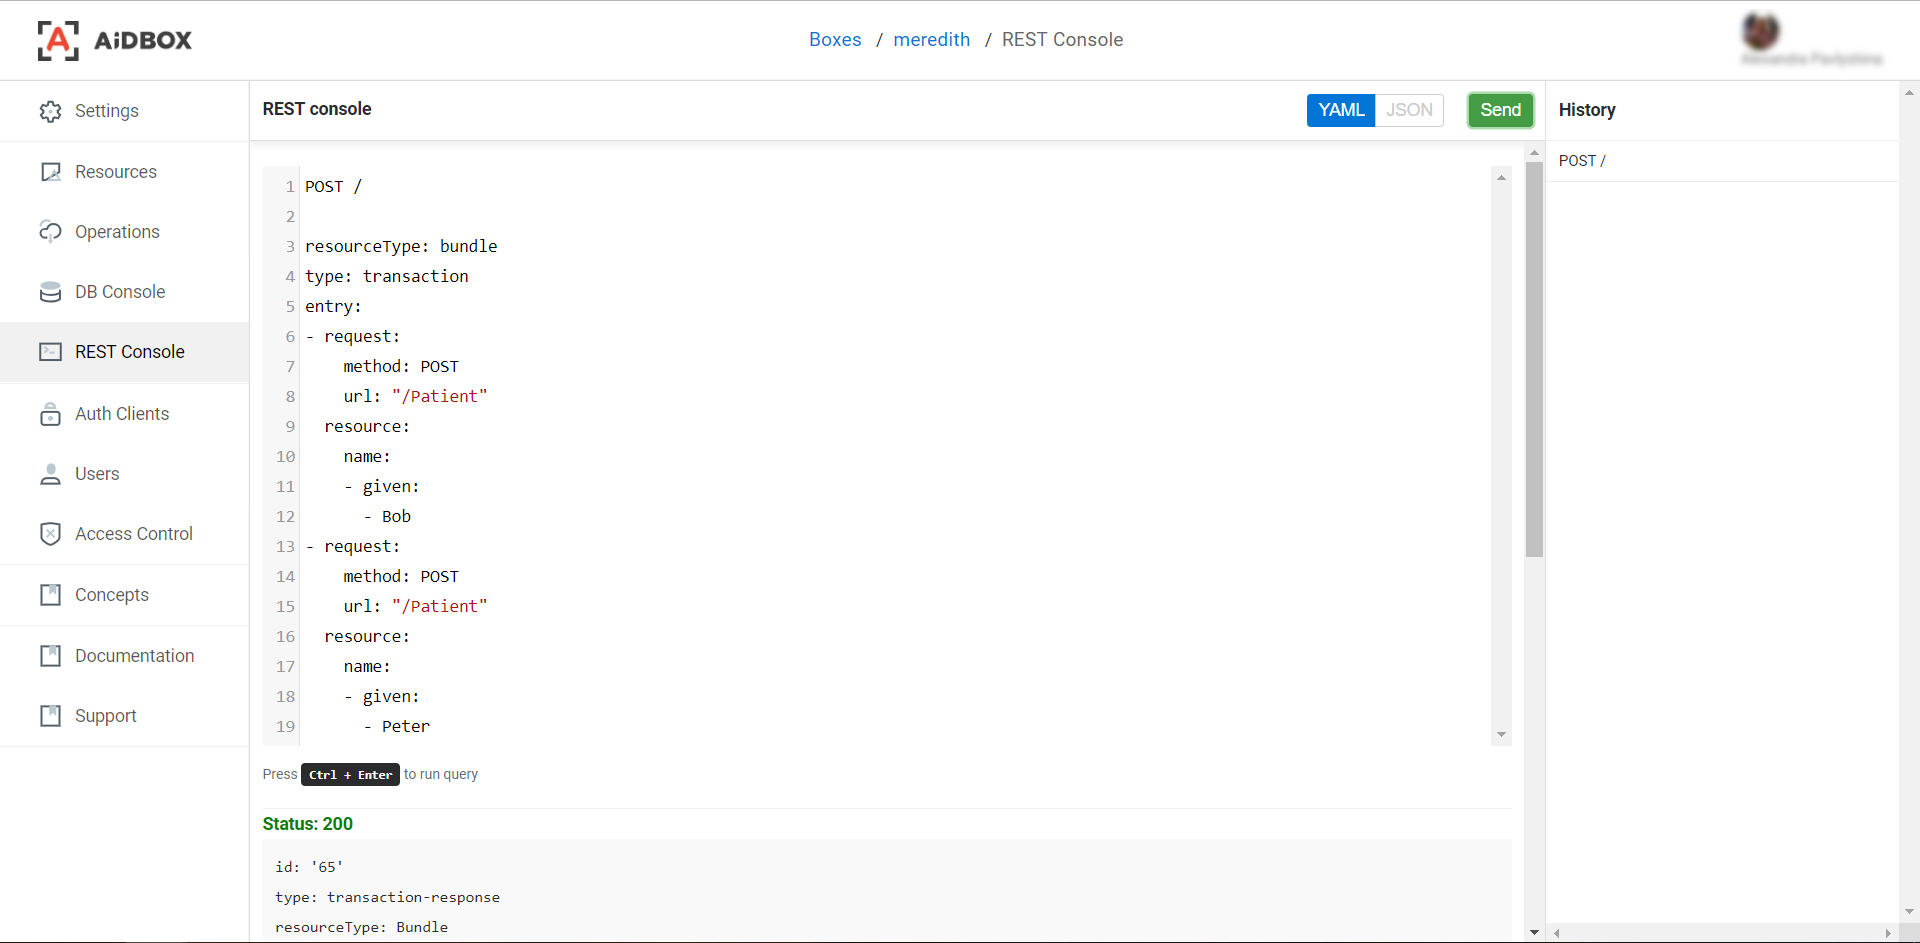 AiDBOX
Boxes / meredith / REST Console
Settings
Resources
Operations
DB Console
REST Console
Auth Clients
Users
Access Control
Concepts
Documentation
Support
REST console
YAML JSON Send
1 POST /
2
3 resourceType: bundle
4 type: transaction
5 entry:
6 - request:
7     method: POST
8     url: "/Patient"
9   resource:
10     name:
11     - given:
12       - Bob
13 - request:
14     method: POST
15     url: "/Patient"
16   resource:
17     name:
18     - given:
19       - Peter
Press Ctrl + Enter to run query
Status: 200
id: '65'
type: transaction-response
resourceType: Bundle
History
POST /